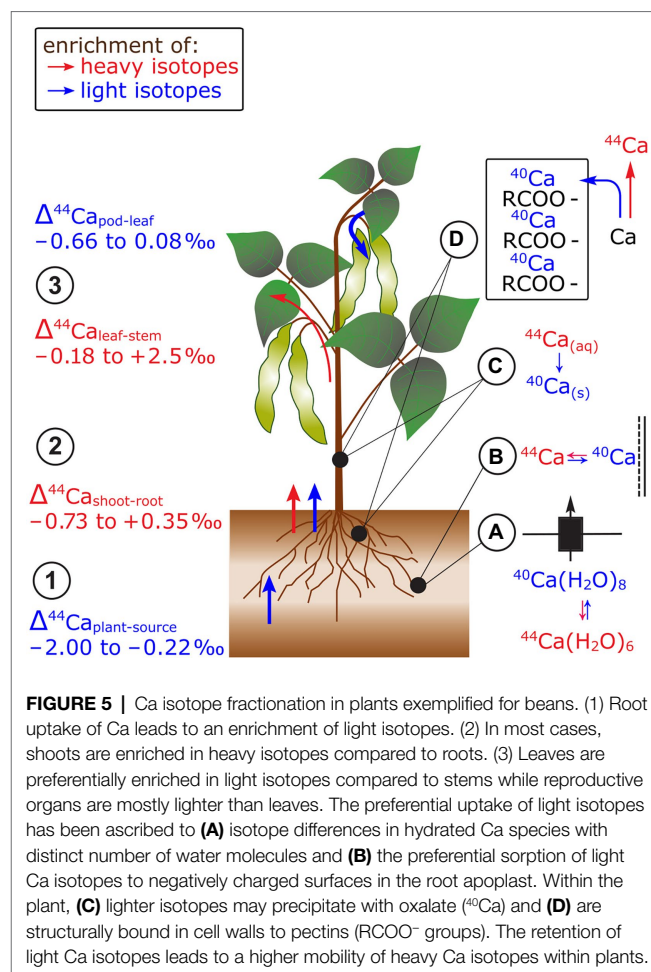 enrichment of:
→ heavy isotopes
→ light isotopes
Δ⁴⁴Ca pod-leaf
−0.66 to 0.08 ‰
3
Δ⁴⁴Ca leaf-stem
−0.18 to +2.5 ‰
2
Δ⁴⁴Ca shoot-root
−0.73 to +0.35 ‰
1
Δ⁴⁴Ca plant-source
−2.00 to −0.22 ‰
⁴⁴Ca
⁴⁰Ca
RCOO -
⁴⁰Ca
RCOO -
⁴⁰Ca
RCOO -
Ca
D
C
⁴⁴Ca(aq)
⁴⁰Ca(s)
B
⁴⁴Ca ⇆ ⁴⁰Ca
A
⁴⁰Ca(H₂O)₈
⁴⁴Ca(H₂O)₆
FIGURE 5 | Ca isotope fractionation in plants exemplified for beans. (1) Root
uptake of Ca leads to an enrichment of light isotopes. (2) In most cases,
shoots are enriched in heavy isotopes compared to roots. (3) Leaves are
preferentially enriched in light isotopes compared to stems while reproductive
organs are mostly lighter than leaves. The preferential uptake of light isotopes
has been ascribed to (A) isotope differences in hydrated Ca species with
distinct number of water molecules and (B) the preferential sorption of light
Ca isotopes to negatively charged surfaces in the root apoplast. Within the
plant, (C) lighter isotopes may precipitate with oxalate (⁴⁰Ca) and (D) are
structurally bound in cell walls to pectins (RCOO⁻ groups). The retention of
light Ca isotopes leads to a higher mobility of heavy Ca isotopes within plants.